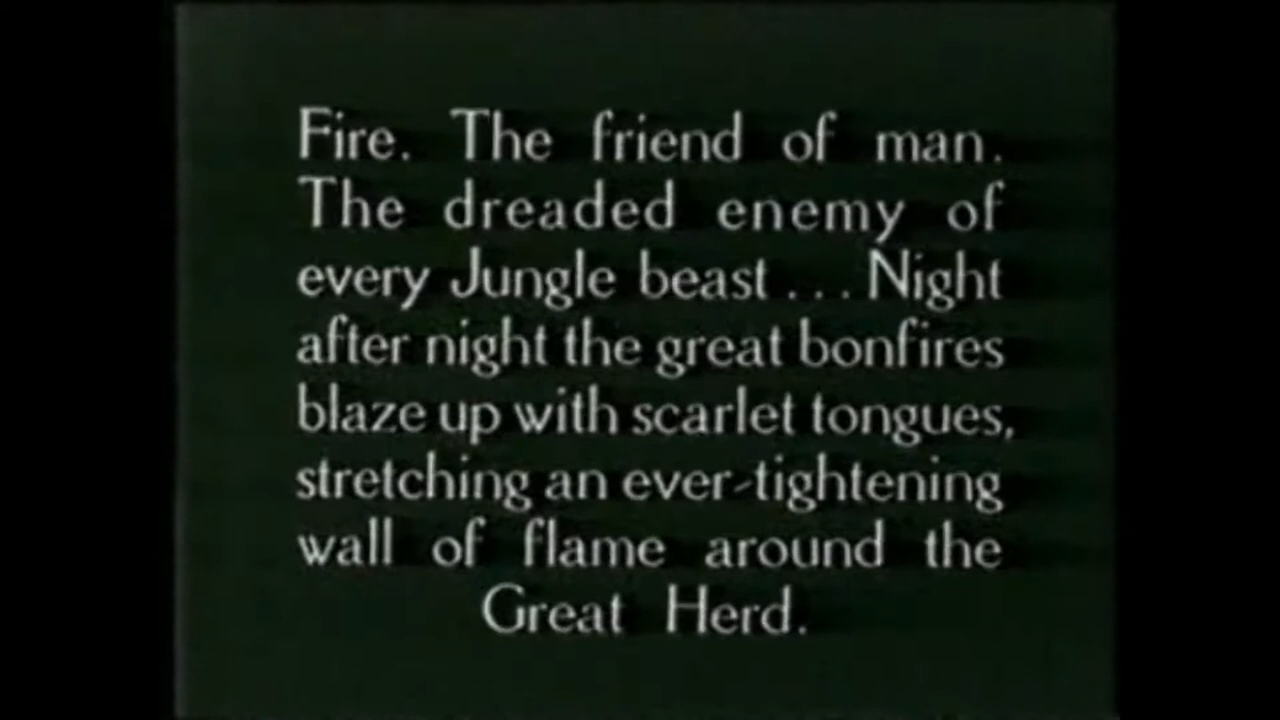 Fire. The friend of man.
The dreaded enemy of
every Jungle beast ... Night
after night the great bonfires
blaze up with scarlet tongues,
stretching an ever-tightening
wall of flame around the
Great Herd.